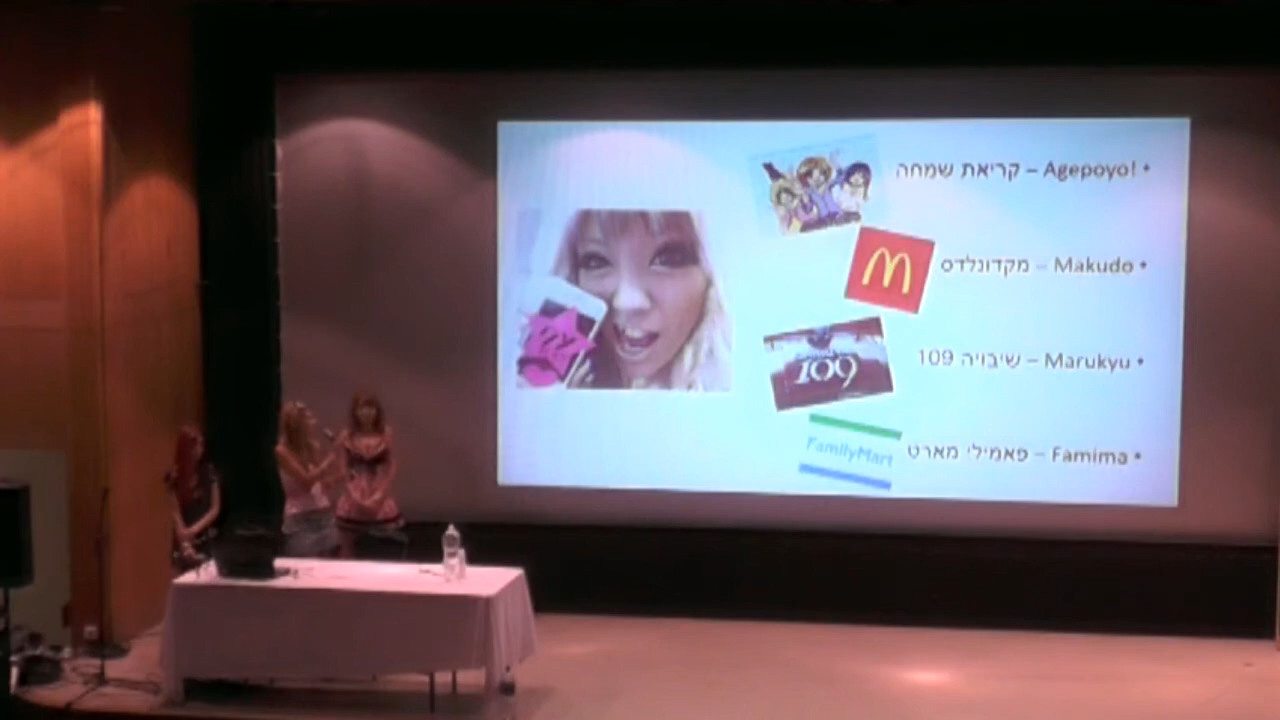 • Agepoyo! – קריאת שמחה
• Makudo – מקדונלדס
• Marukyu – שיבויה 109
109
• Famima – פאמילי מארט
FamilyMart